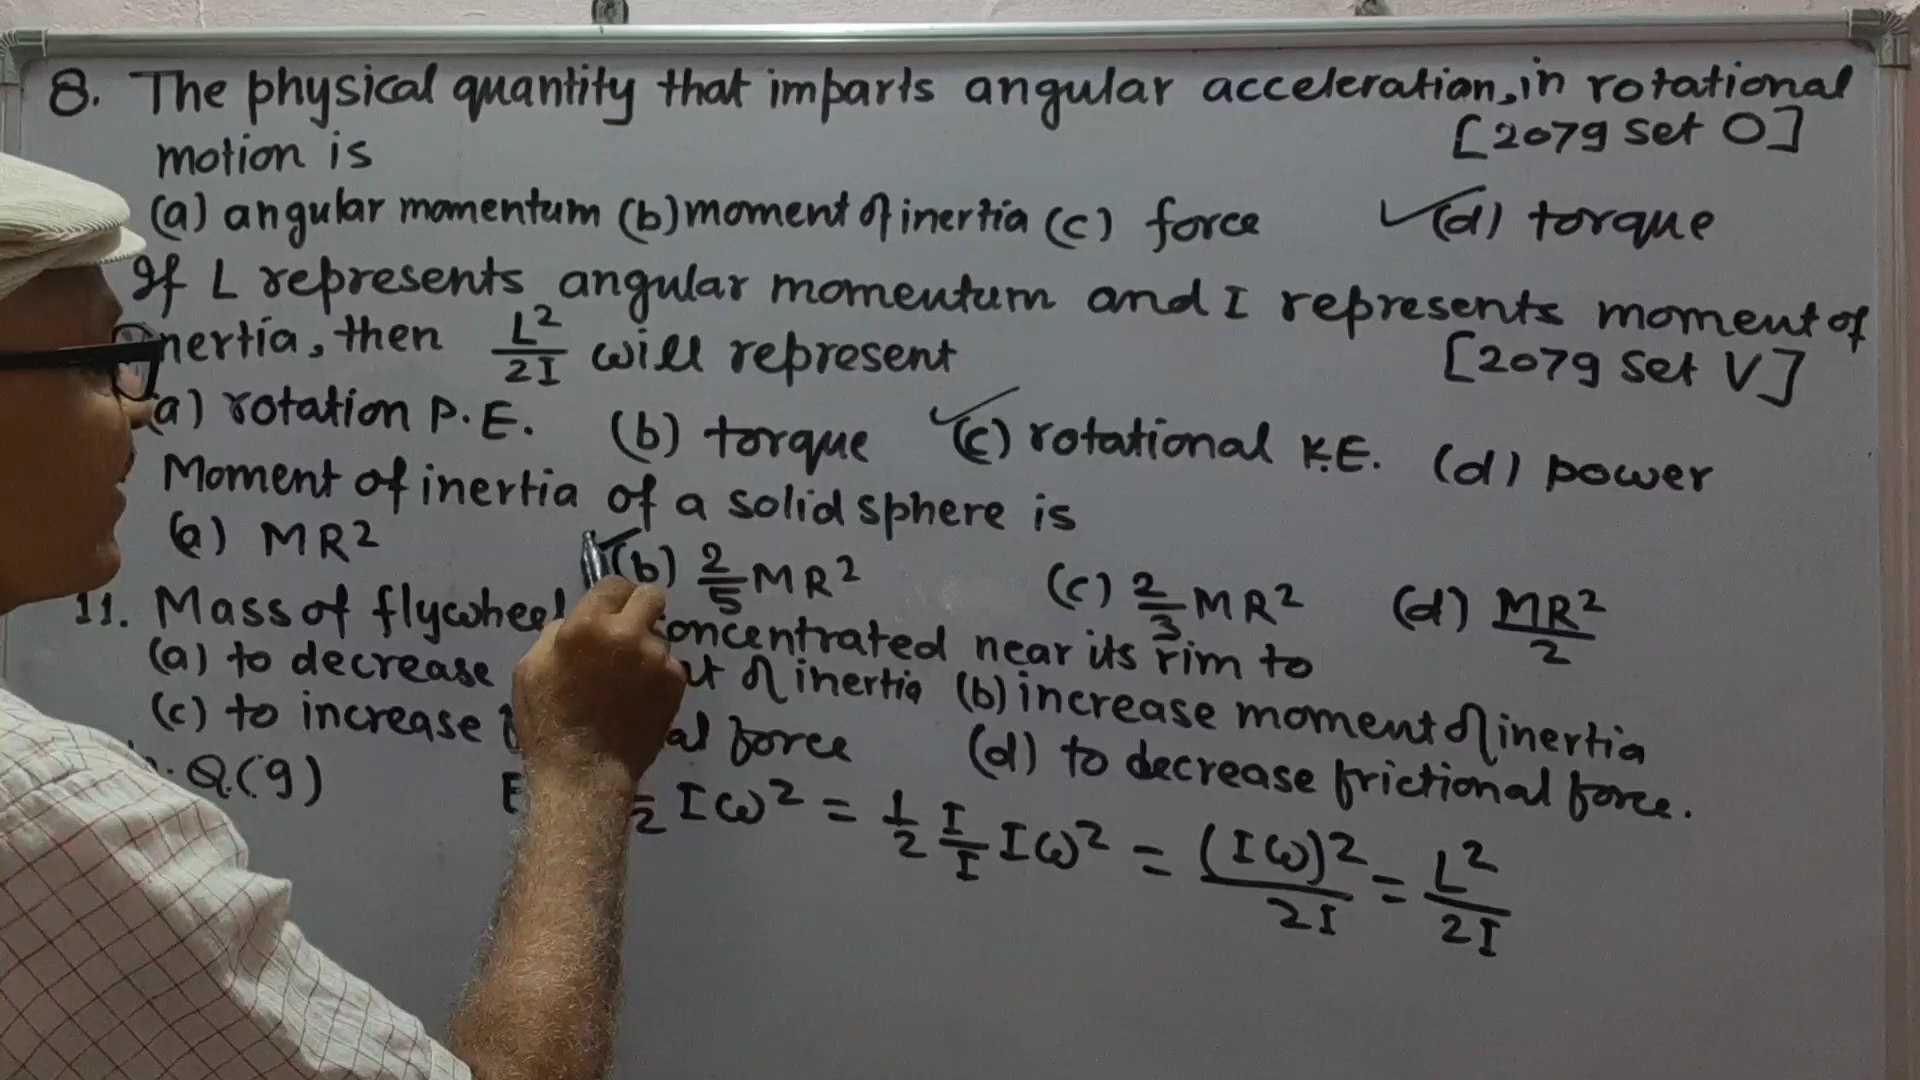 8. The physical quantity that imparts angular acceleration, in rotational
motion is [2079 set O]
(a) angular momentum (b) moment of inertia (c) force (d) torque
If L represents angular momentum and I represents moment of
nertia, then L²/2I will represent [2079 set V]
a) rotation P.E. (b) torque (c) rotational K.E. (d) power
Moment of inertia of a solid sphere is
(a) MR² (b) 2/5 MR² (c) 2/3 MR² (d) MR²/2
11. Mass of flywheel concentrated near its rim to
(a) to decrease of inertia (b) increase moment of inertia
(c) to increase force (d) to decrease frictional force.
Q.(9) E 1/2 Iω² = 1/2 I/I Iω² = (Iω)²/2I = L²/2I